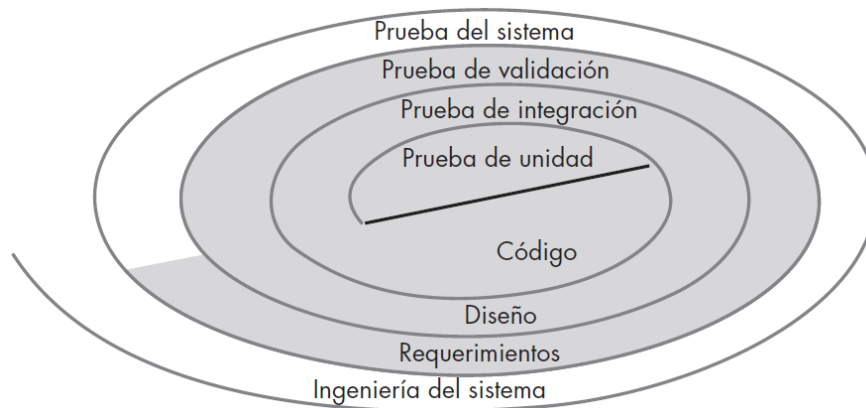 Prueba del sistema
Prueba de validación
Prueba de integración
Prueba de unidad
Código
Diseño
Requerimientos
Ingeniería del sistema